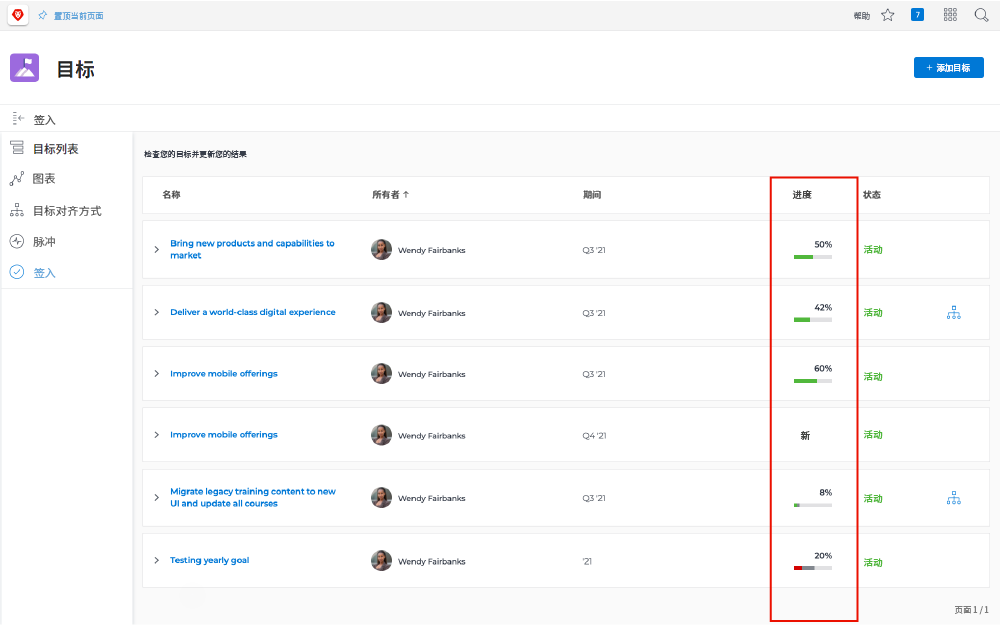 置顶当前页面
帮助
7
目标
+ 添加目标
签入
目标列表
图表
目标对齐方式
脉冲
签入
检查您的目标并更新您的结果
名称 所有者 ↑ 期间 进度 状态
Bring new products and capabilities to
market
Wendy Fairbanks Q3 '21 50% 活动
Deliver a world-class digital experience Wendy Fairbanks Q3 '21 42% 活动
Improve mobile offerings Wendy Fairbanks Q3 '21 60% 活动
Improve mobile offerings Wendy Fairbanks Q4 '21 新 活动
Migrate legacy training content to new
UI and update all courses
Wendy Fairbanks Q3 '21 8% 活动
Testing yearly goal Wendy Fairbanks '21 20% 活动
页面 1 / 1